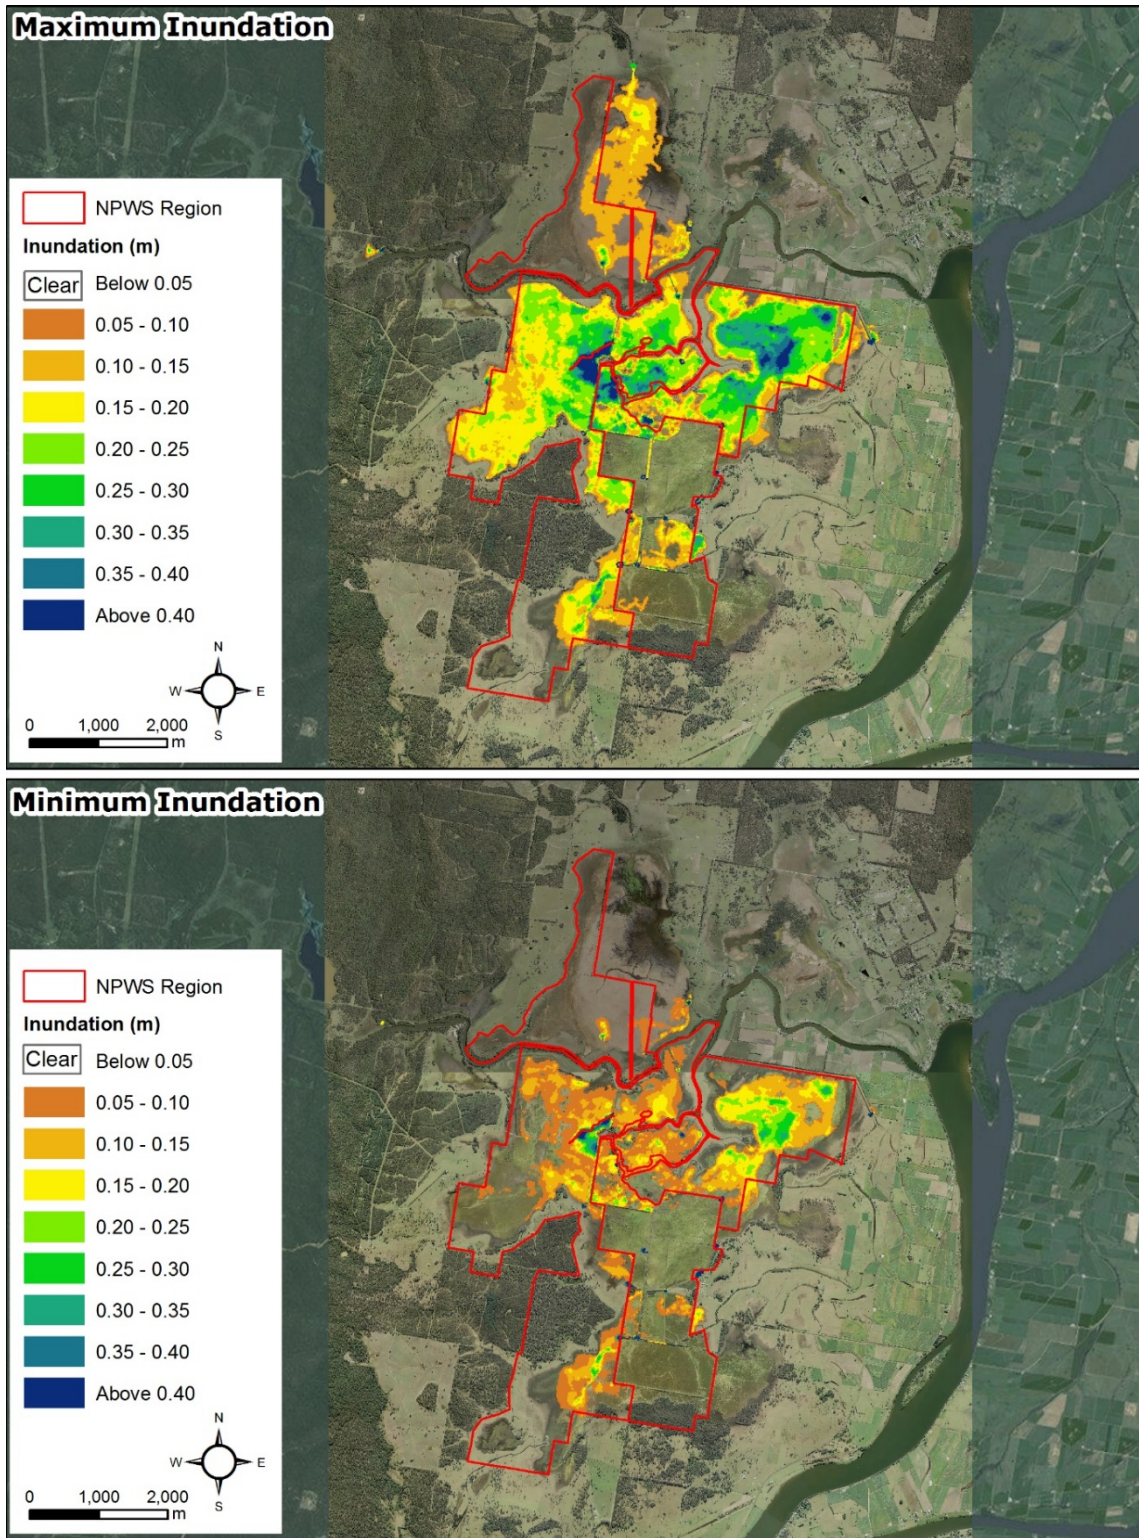 Maximum Inundation
NPWS Region
Inundation (m)
Clear Below 0.05
0.05 - 0.10
0.10 - 0.15
0.15 - 0.20
0.20 - 0.25
0.25 - 0.30
0.30 - 0.35
0.35 - 0.40
Above 0.40
N
W E
S
0 1,000 2,000
m
Minimum Inundation
NPWS Region
Inundation (m)
Clear Below 0.05
0.05 - 0.10
0.10 - 0.15
0.15 - 0.20
0.20 - 0.25
0.25 - 0.30
0.30 - 0.35
0.35 - 0.40
Above 0.40
N
W E
S
0 1,000 2,000
m